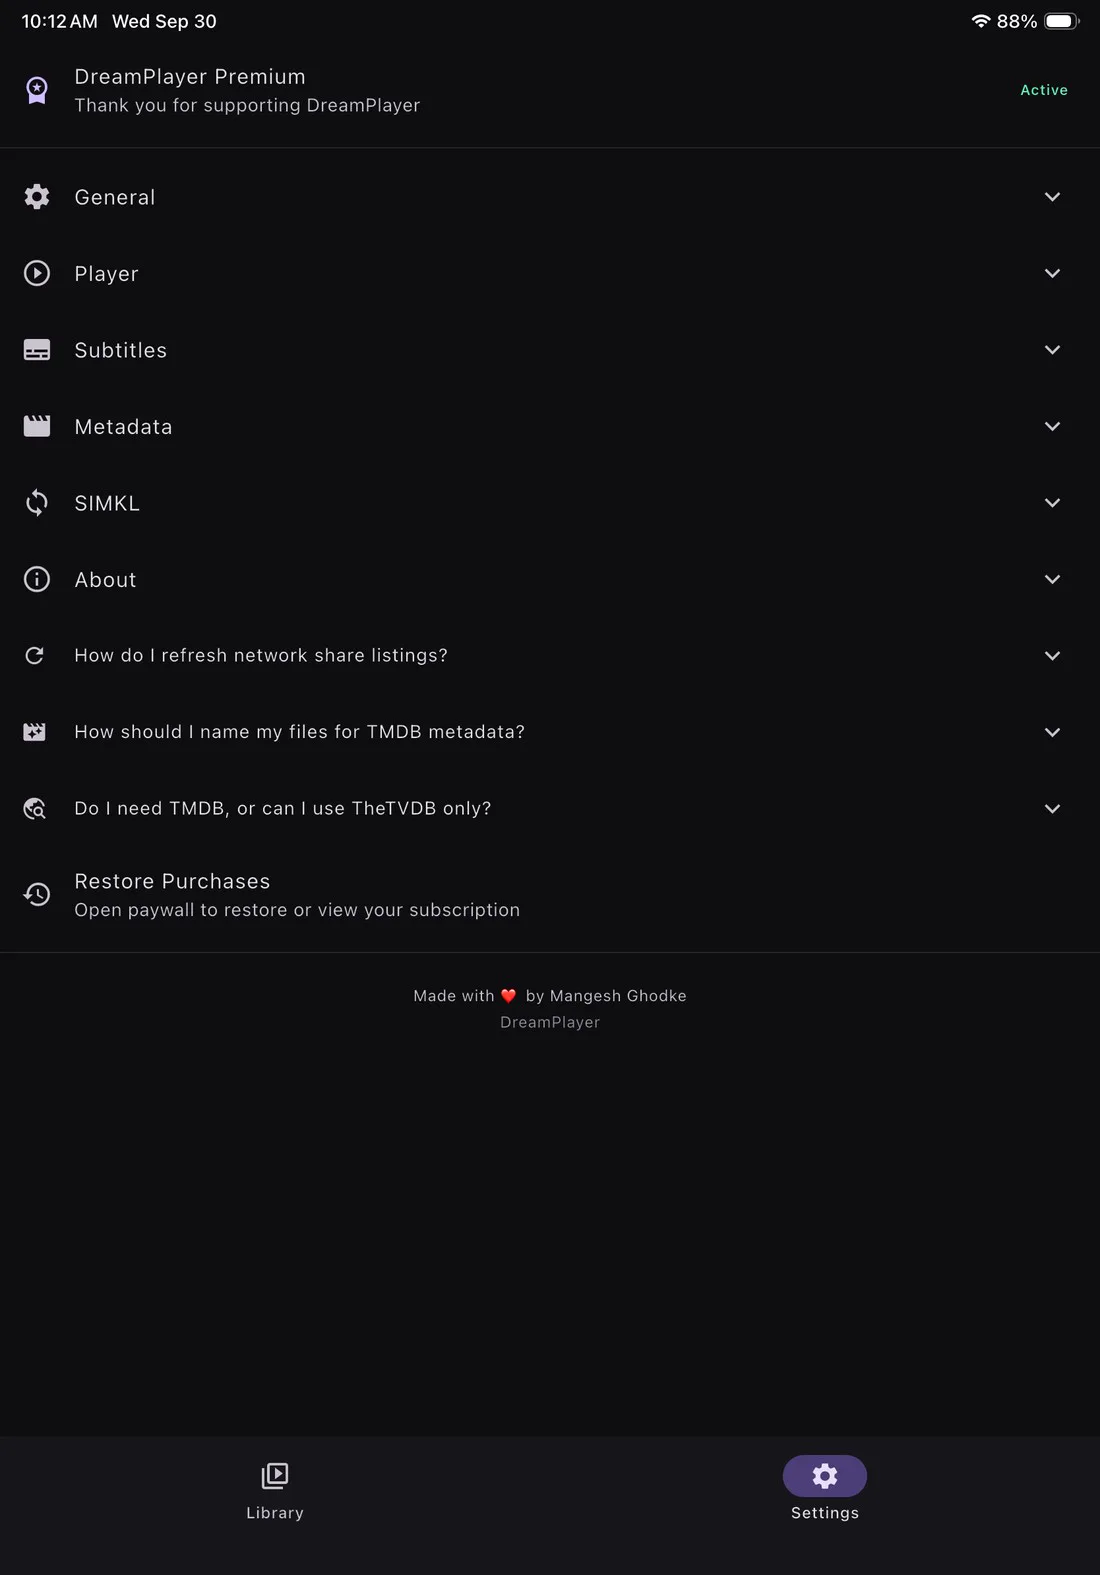 10:12 AM Wed Sep 30
88%
DreamPlayer Premium
Thank you for supporting DreamPlayer
Active
General
Player
Subtitles
Metadata
SIMKL
About
How do I refresh network share listings?
How should I name my files for TMDB metadata?
Do I need TMDB, or can I use TheTVDB only?
Restore Purchases
Open paywall to restore or view your subscription
Made with ❤️ by Mangesh Ghodke
DreamPlayer
Library
Settings